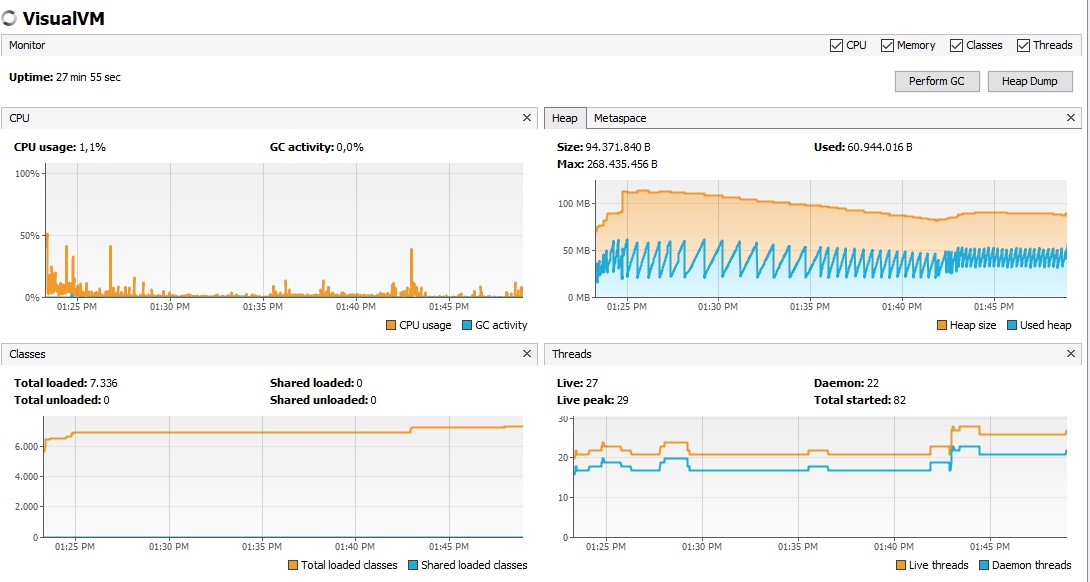 VisualVM
Monitor
CPU Memory Classes Threads
Uptime: 27 min 55 sec
Perform GC Heap Dump
CPU
CPU usage: 1,1% GC activity: 0,0%
100%
50%
0%
01:25 PM 01:30 PM 01:35 PM 01:40 PM 01:45 PM
CPU usage GC activity
Heap Metaspace
Size: 94.371.840 B Used: 60.944.016 B
Max: 268.435.456 B
100 MB
50 MB
0 MB
01:25 PM 01:30 PM 01:35 PM 01:40 PM 01:45 PM
Heap size Used heap
Classes
Total loaded: 7.336 Shared loaded: 0
Total unloaded: 0 Shared unloaded: 0
6.000
4.000
2.000
0
01:25 PM 01:30 PM 01:35 PM 01:40 PM 01:45 PM
Total loaded classes Shared loaded classes
Threads
Live: 27 Daemon: 22
Live peak: 29 Total started: 82
30
20
10
0
01:25 PM 01:30 PM 01:35 PM 01:40 PM 01:45 PM
Live threads Daemon threads